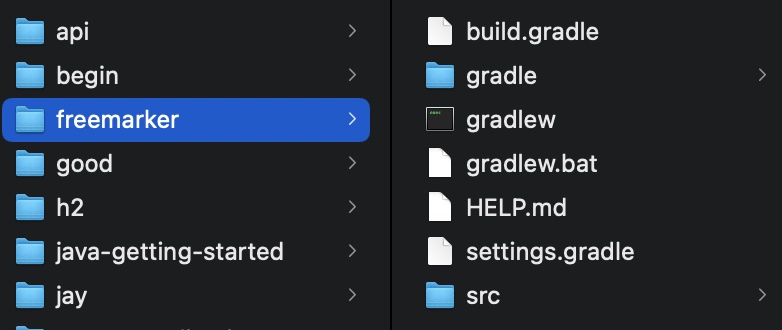 api
begin
freemarker
good
h2
java-getting-started
jay
build.gradle
gradle
gradlew
gradlew.bat
HELP.md
settings.gradle
src